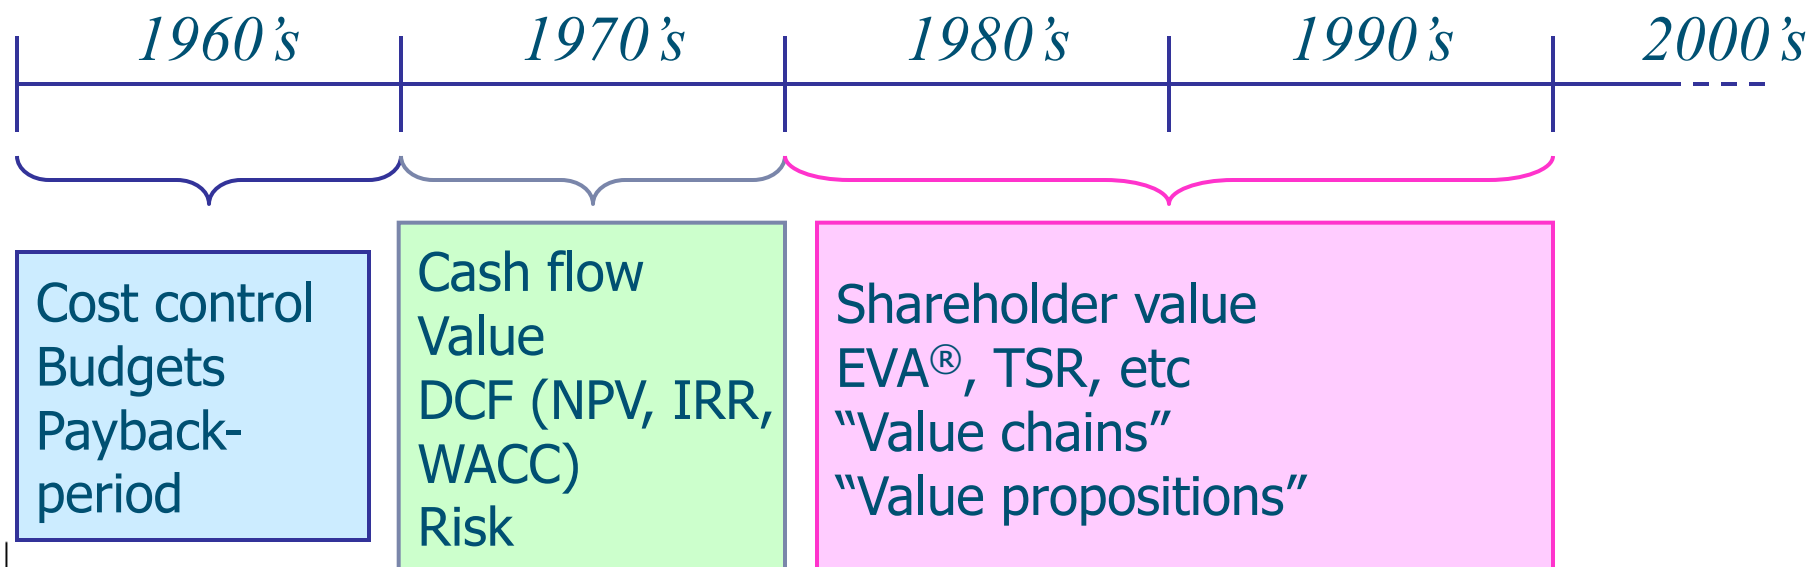 1960’s 1970’s 1980’s 1990’s 2000’s
Cost control
Budgets
Payback-
period
Cash flow
Value
DCF (NPV, IRR,
WACC)
Risk
Shareholder value
EVA®, TSR, etc
“Value chains”
“Value propositions”